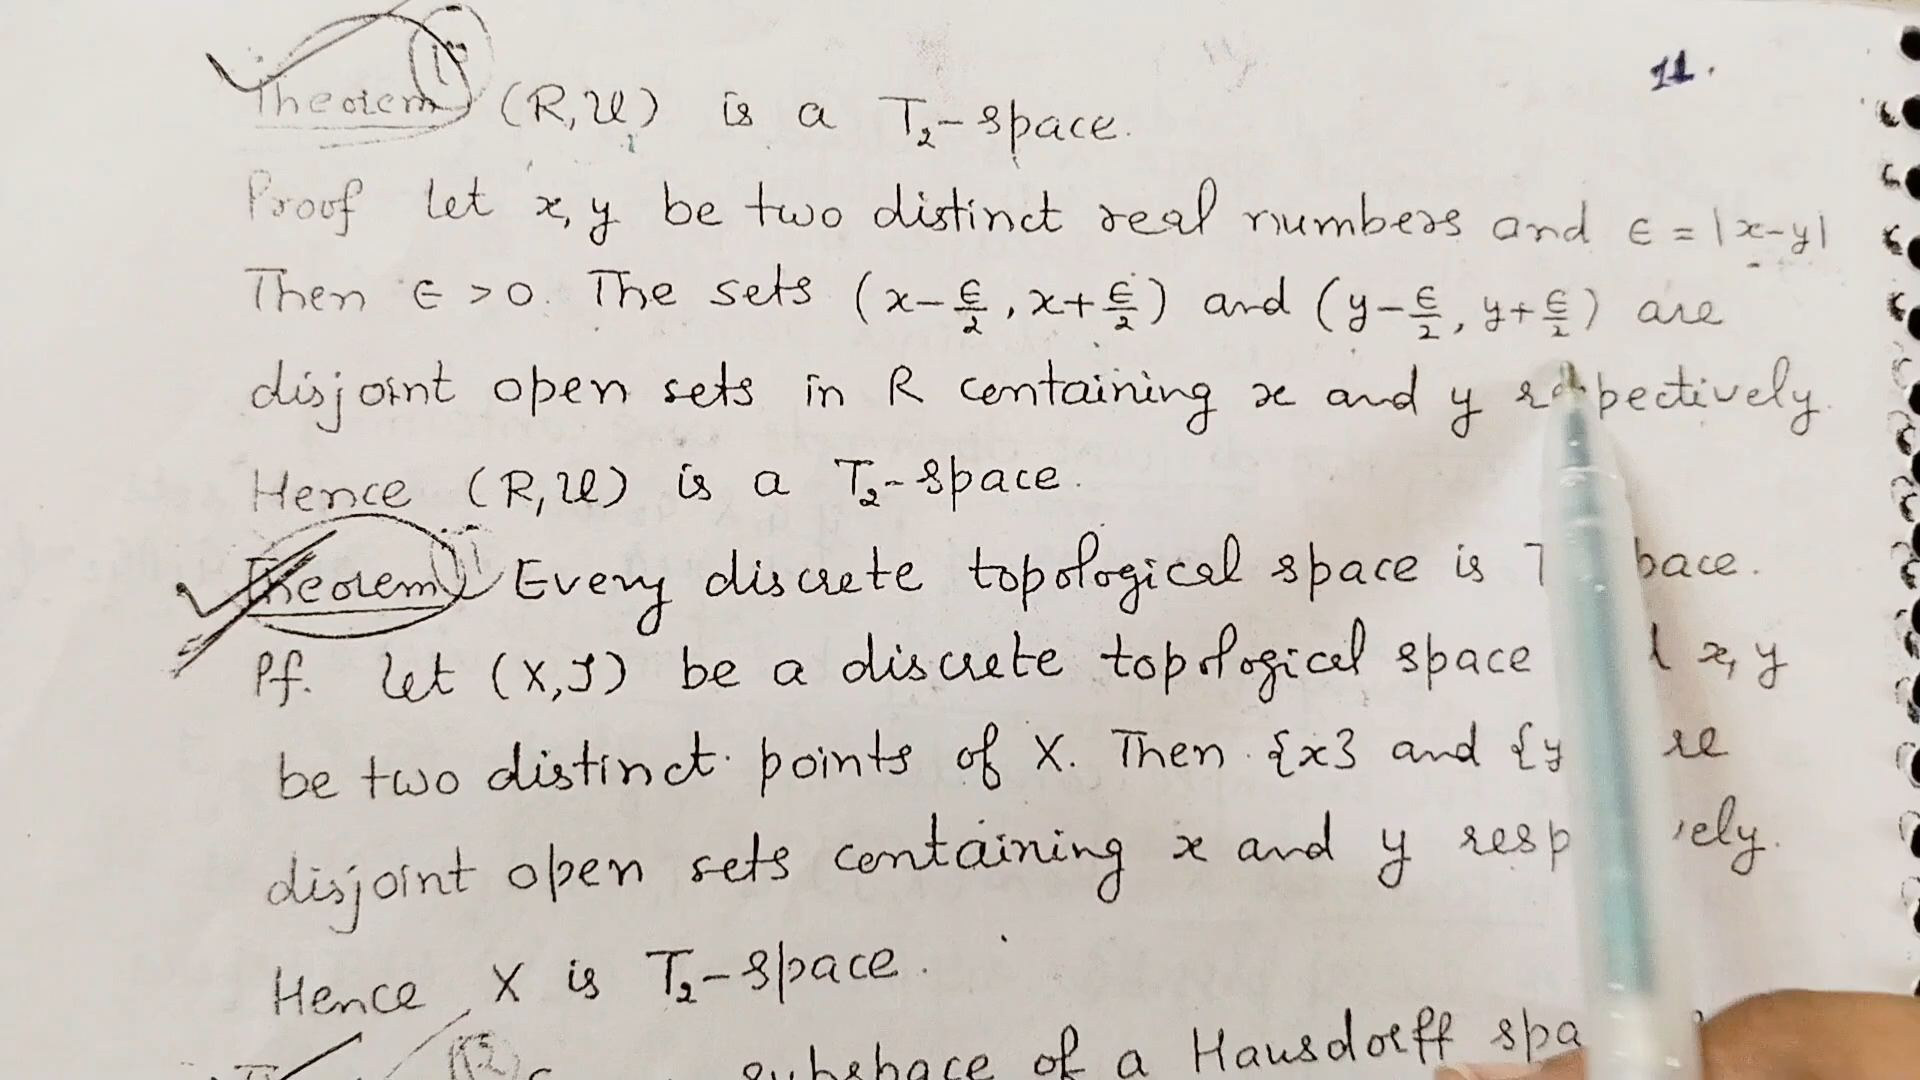 11.
Theorem (R,U) is a T₂-space.
Proof Let x, y be two distinct real numbers and ϵ = |x-y|
Then ϵ > 0. The sets (x-ϵ/2, x+ϵ/2) and (y-ϵ/2, y+ϵ/2) are
disjoint open sets in R containing x and y respectively.
Hence (R,U) is a T₂-space.
Theorem Every discrete topological space is
Pf. Let (X,J) be a discrete topological space x, y
be two distinct points of X. Then {x} and {y
disjoint open sets containing x and y
Hence X is T₂-space.
subspace of a Hausdorff